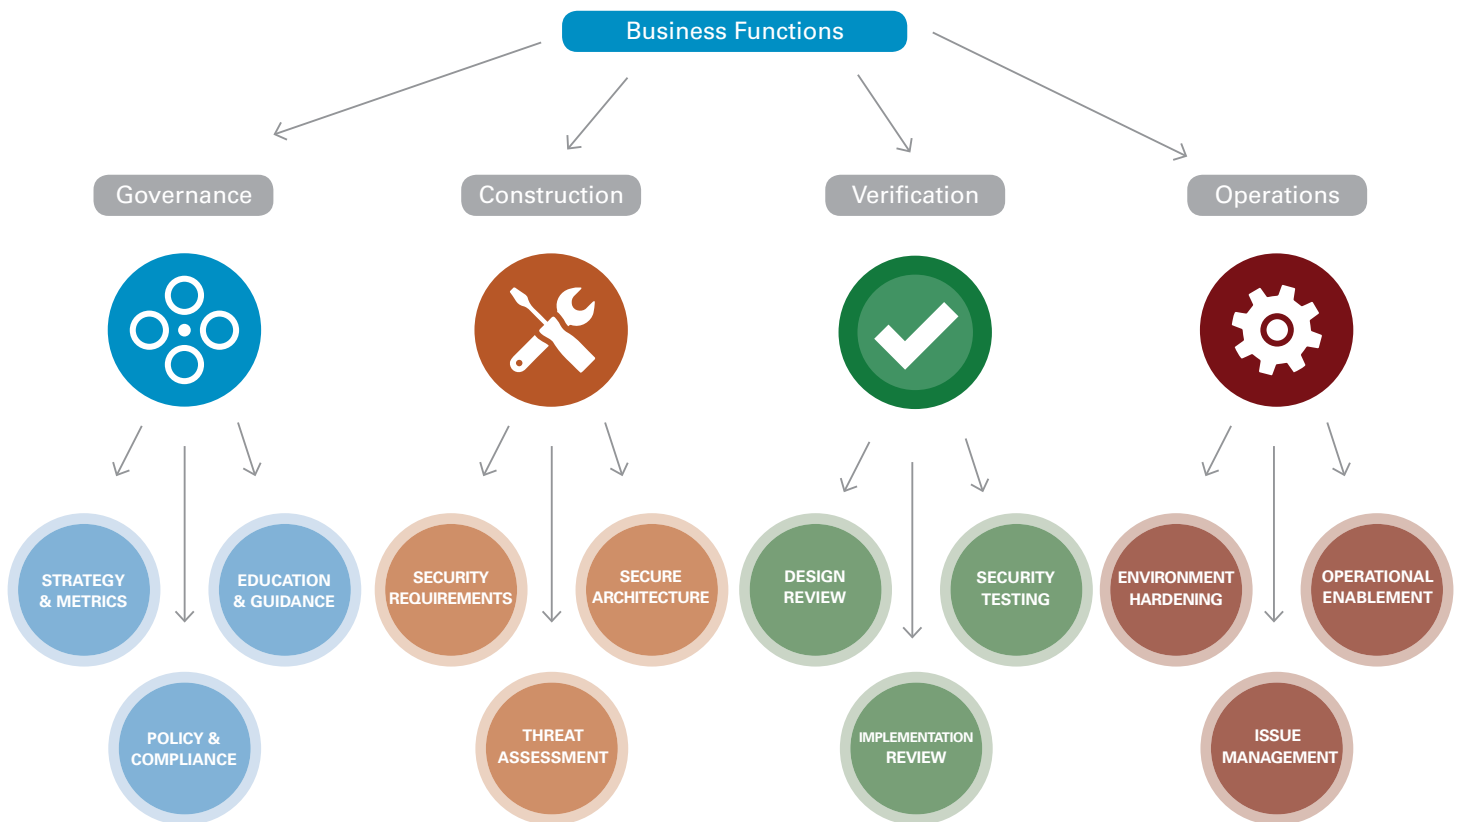 Business Functions
Governance
Construction
Verification
Operations
STRATEGY
& METRICS
EDUCATION
& GUIDANCE
POLICY &
COMPLIANCE
SECURITY
REQUIREMENTS
SECURE
ARCHITECTURE
THREAT
ASSESSMENT
DESIGN
REVIEW
SECURITY
TESTING
IMPLEMENTATION
REVIEW
ENVIRONMENT
HARDENING
OPERATIONAL
ENABLEMENT
ISSUE
MANAGEMENT